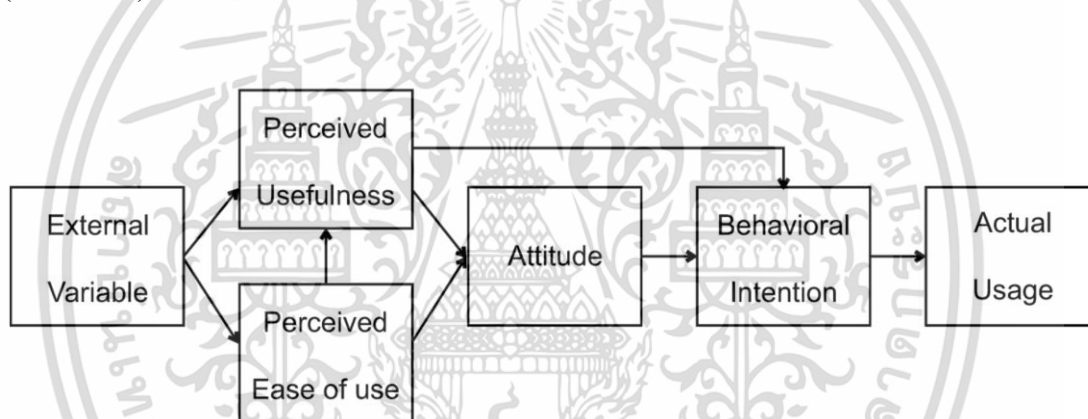 Perceived
Usefulness
External
Variable
Perceived
Ease of use
Attitude
Behavioral
Intention
Actual
Usage